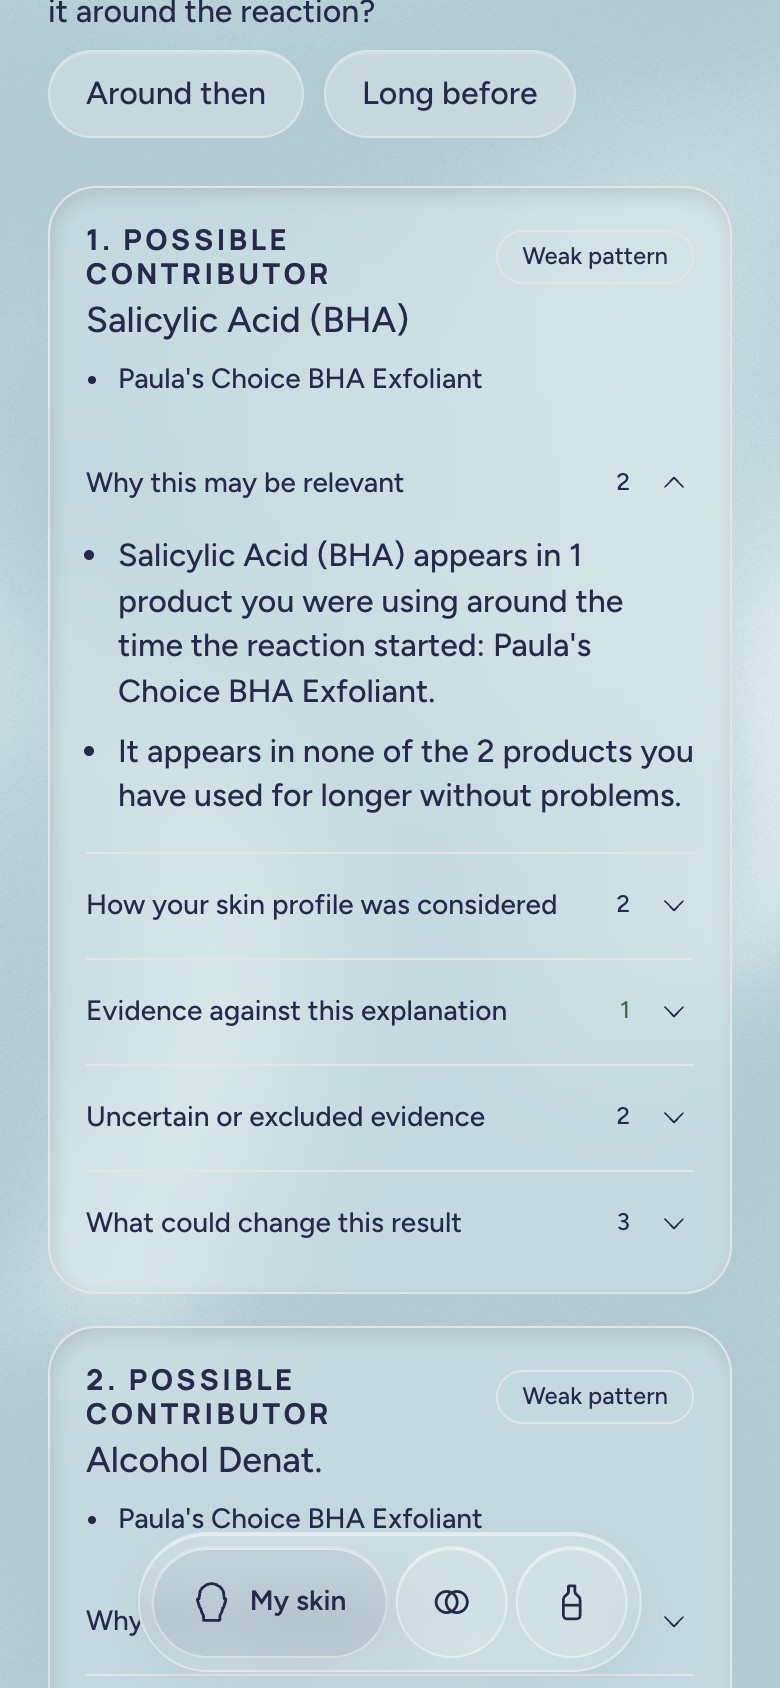 it around the reaction?
Around then
Long before
1. POSSIBLE
CONTRIBUTOR
Weak pattern
Salicylic Acid (BHA)
• Paula's Choice BHA Exfoliant
Why this may be relevant 2
• Salicylic Acid (BHA) appears in 1
product you were using around the
time the reaction started: Paula's
Choice BHA Exfoliant.
• It appears in none of the 2 products you
have used for longer without problems.
How your skin profile was considered 2
Evidence against this explanation 1
Uncertain or excluded evidence 2
What could change this result 3
2. POSSIBLE
CONTRIBUTOR
Weak pattern
Alcohol Denat.
• Paula's Choice BHA Exfoliant
Why
My skin